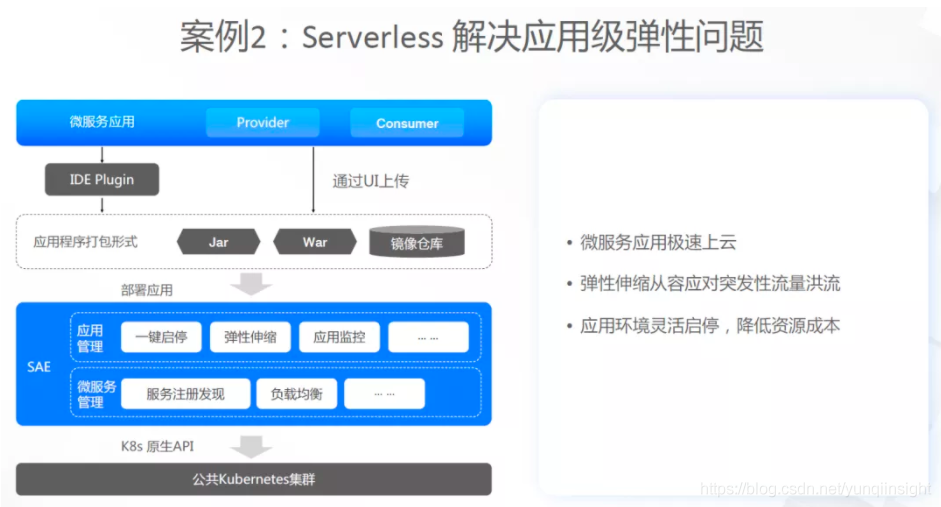 案例2：Serverless 解决应用级弹性问题
微服务应用
Provider
Consumer
IDE Plugin
通过UI上传
应用程序打包形式
Jar
War
镜像仓库
部署应用
SAE
应用
管理
一键启停
弹性伸缩
应用监控
... ...
微服务
管理
服务注册发现
负载均衡
... ...
K8s 原生API
公共Kubernetes集群
• 微服务应用极速上云
• 弹性伸缩从容应对突发性流量洪流
• 应用环境灵活启停，降低资源成本
https://blog.csdn.net/yunqiinsight